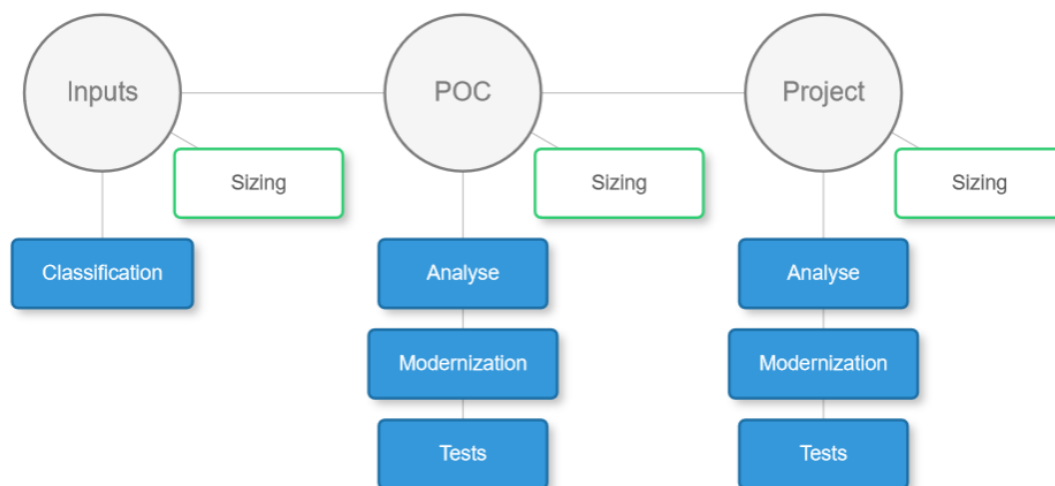 Inputs
POC
Project
Sizing
Sizing
Sizing
Classification
Analyse
Analyse
Modernization
Modernization
Tests
Tests